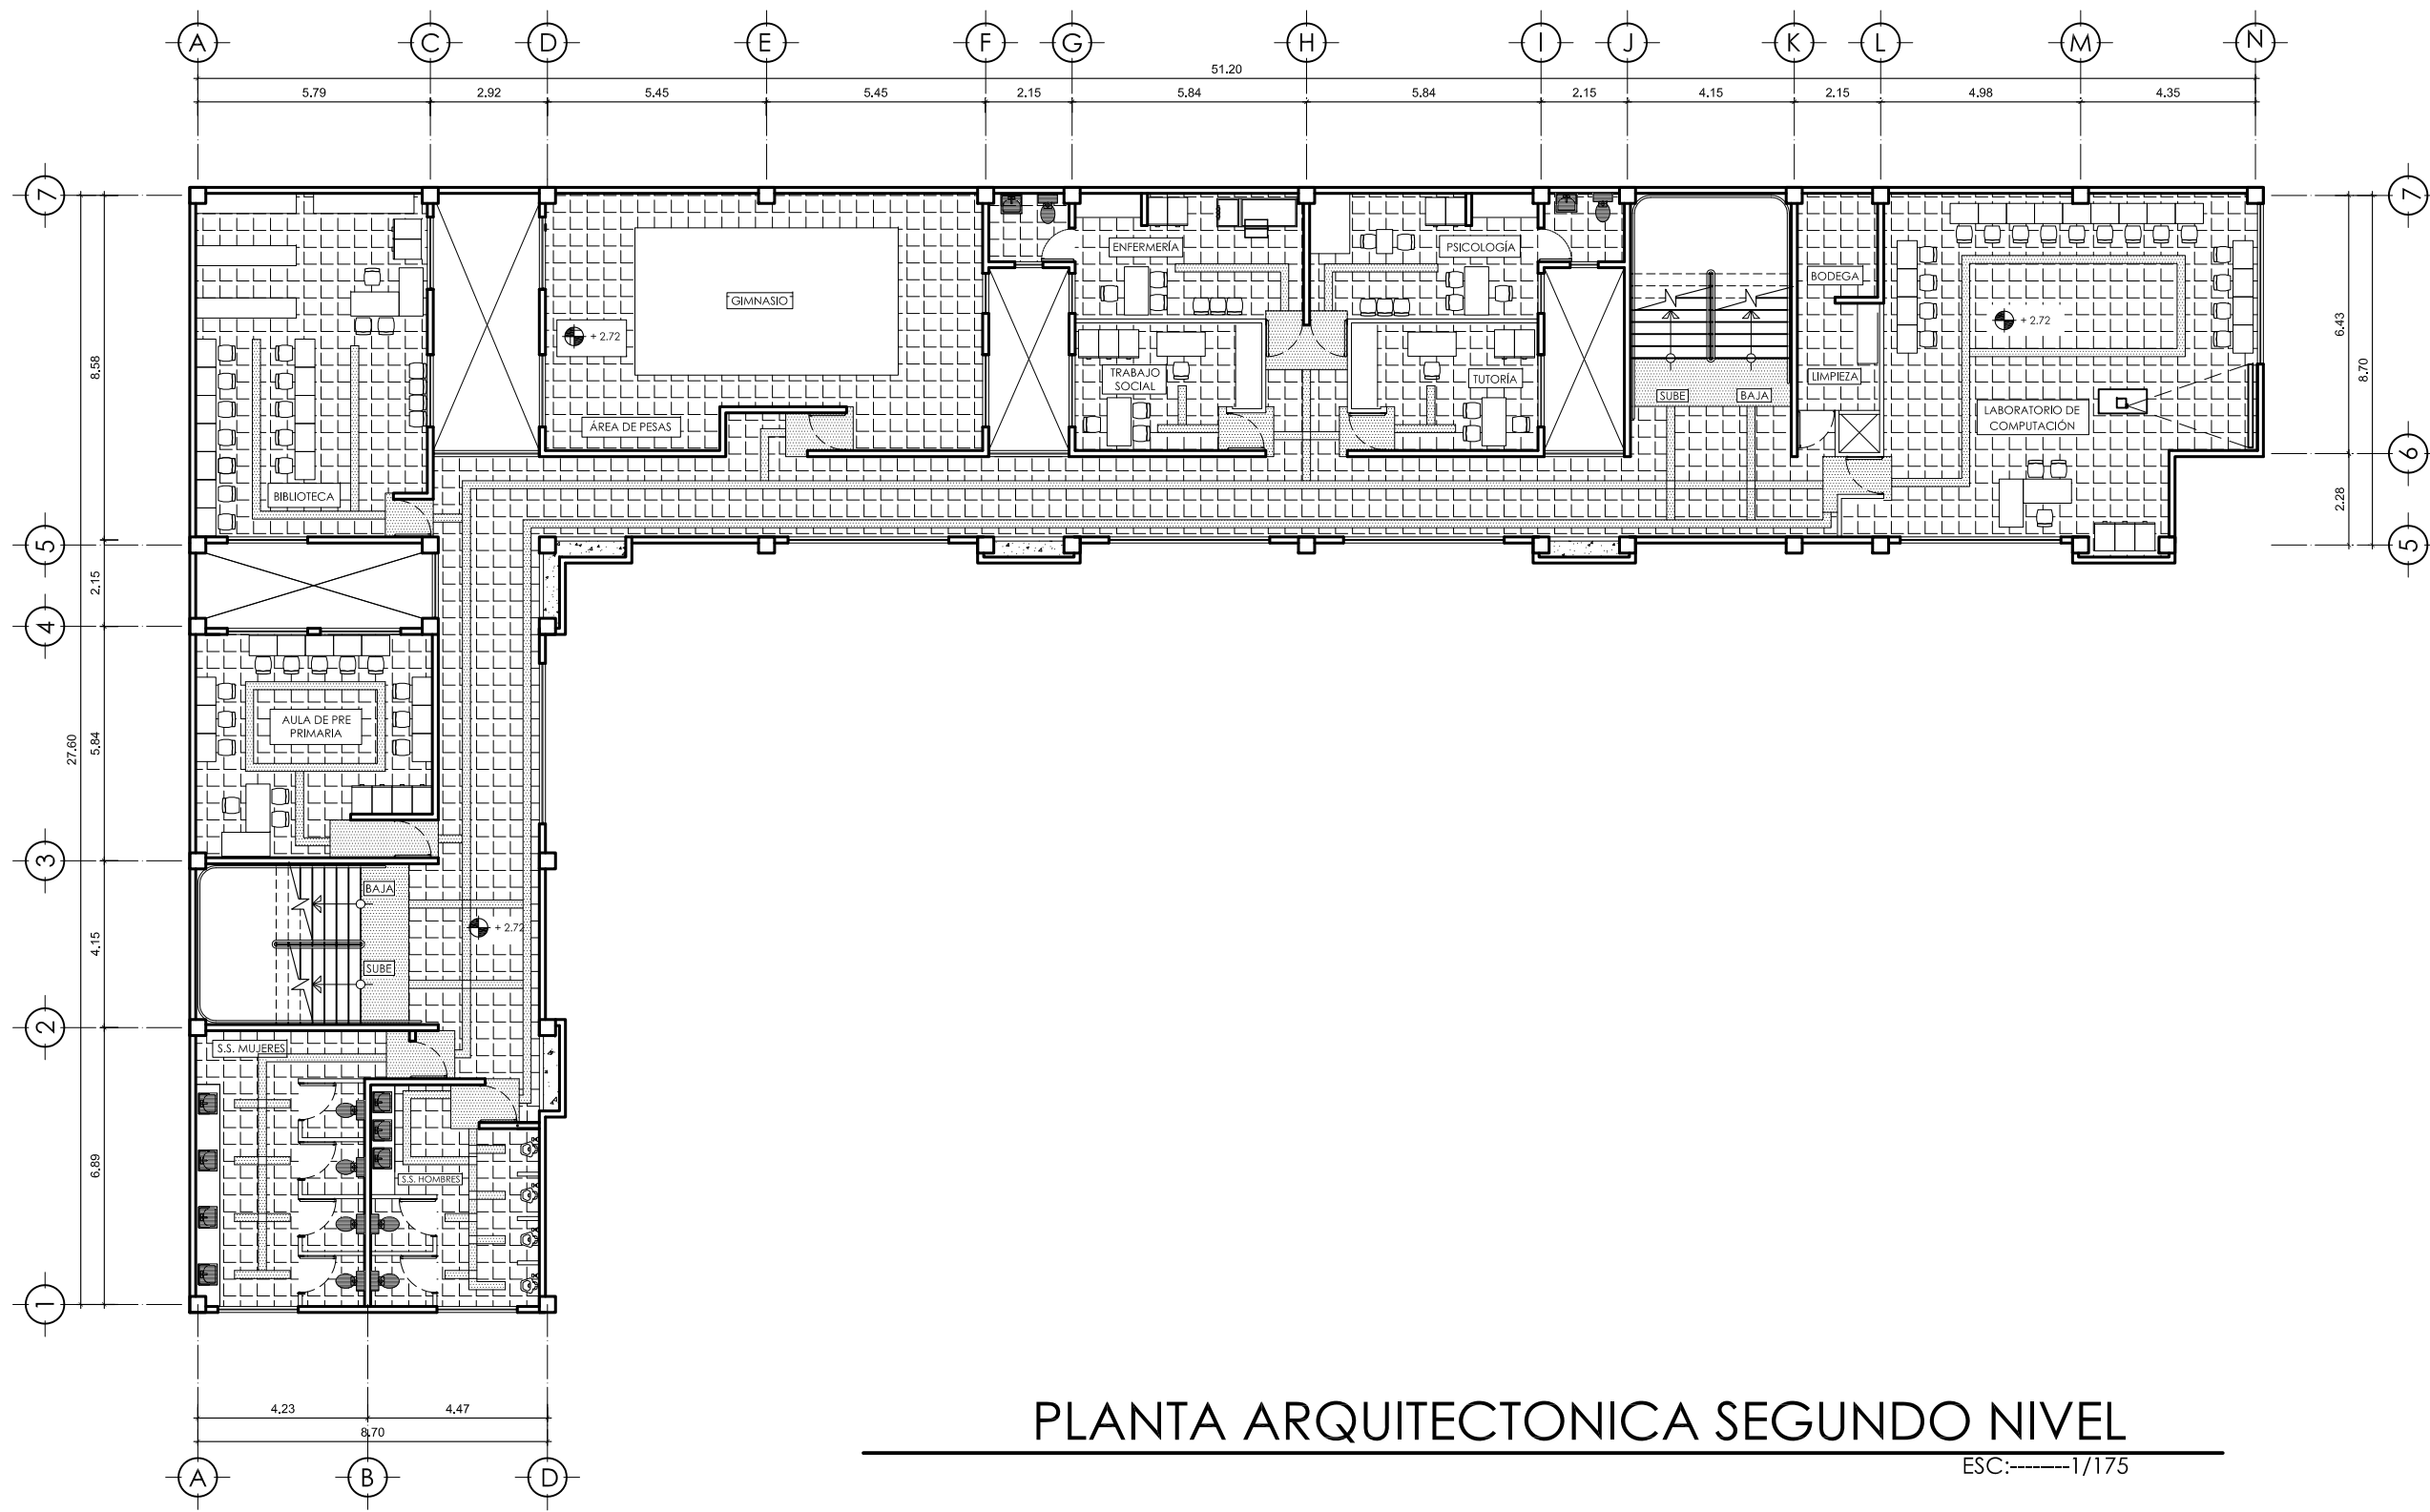 A C D E F G H I J K L M N
51.20
5.79 2.92 5.45 5.45 2.15 5.84 5.84 2.15 4.15 2.15 4.98 4.35
7
7
ENFERMERÍA
PSICOLOGÍA
BODEGA
GIMNASIO
+ 2.72
+ 2.72
8.58
6.43
8.70
TRABAJO
SOCIAL
TUTORÍA
LIMPIEZA
SUBE
BAJA
ÁREA DE PESAS
LABORATORIO DE
COMPUTACIÓN
6
BIBLIOTECA
2.28
5
5
2.15
4
AULA DE PRE
PRIMARIA
5.84
27.60
3
BAJA
+ 2.72
4.15
SUBE
2
S.S. MUJERES
6.89
S.S. HOMBRES
1
4.23 4.47
8.70
A B D
PLANTA ARQUITECTONICA SEGUNDO NIVEL
ESC:--------1/175